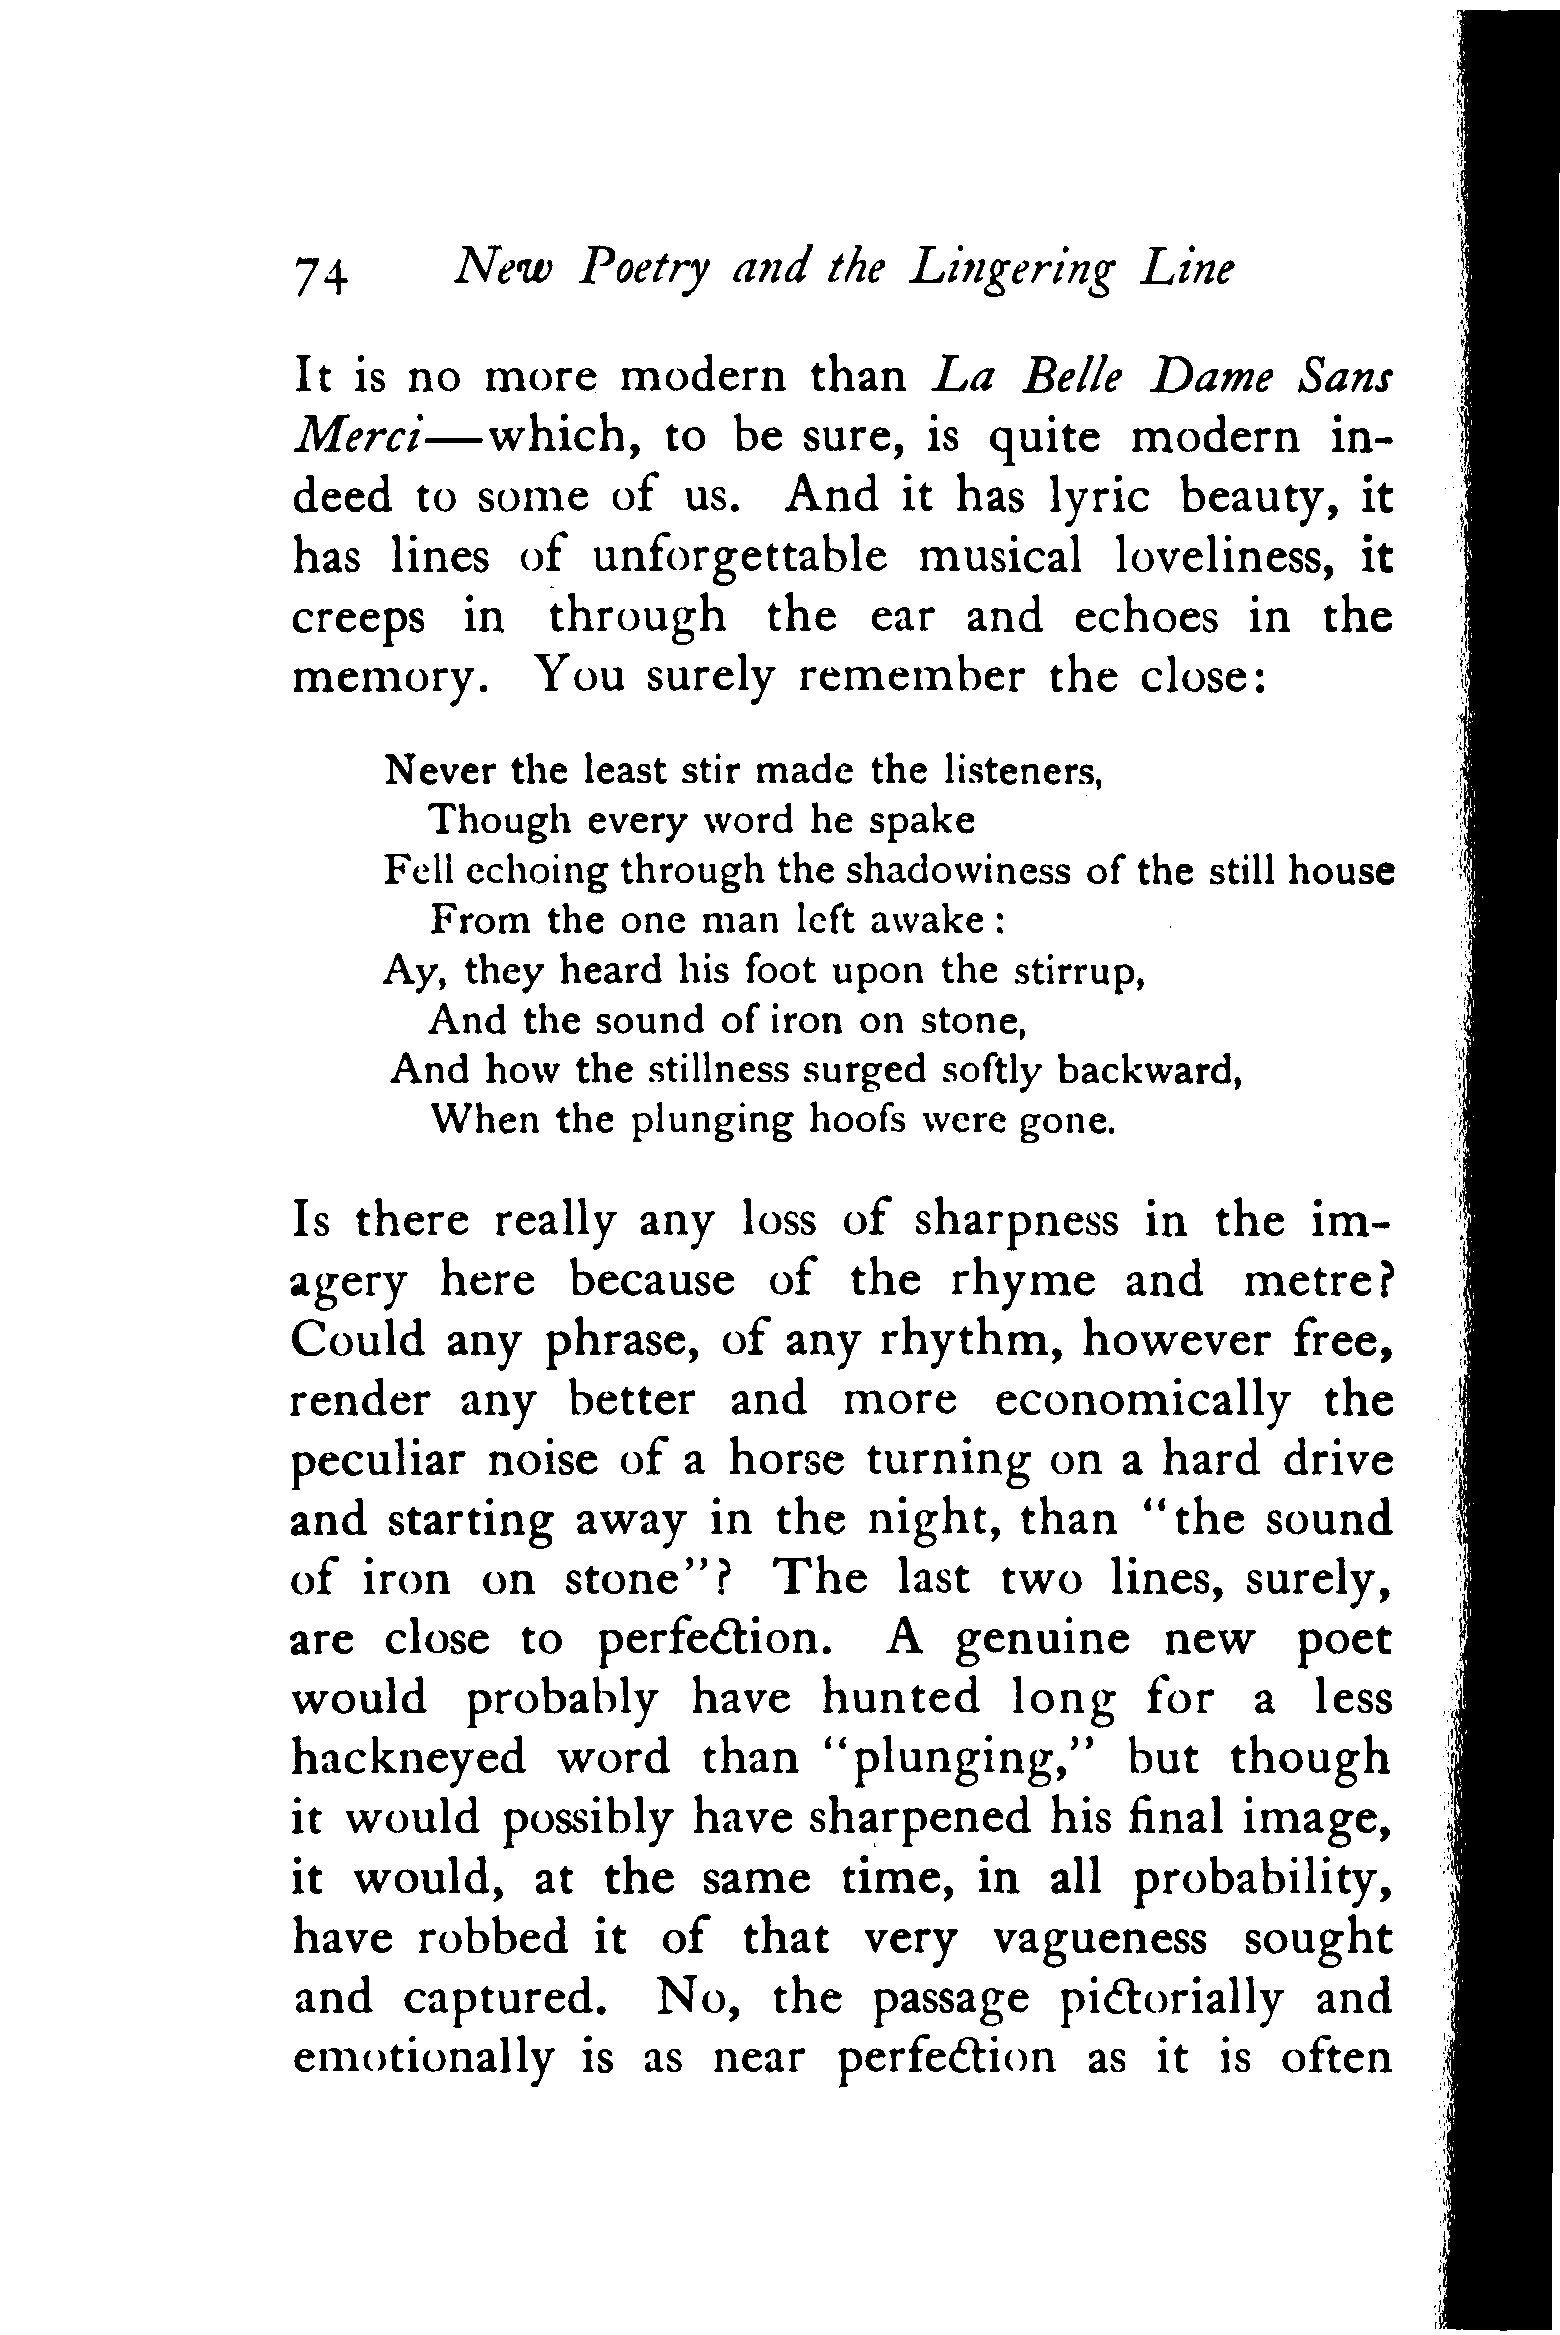 74 New Poetry and the Lingering Line
It is no more modern than La Belle Dame Sans
Merci—which, to be sure, is quite modern in-
deed to some of us. And it has lyric beauty, it
has lines of unforgettable musical loveliness, it
creeps in through the ear and echoes in the
memory. You surely remember the close:
Never the least stir made the listeners,
Though every word he spake
Fell echoing through the shadowiness of the still house
From the one man left awake:
Ay, they heard his foot upon the stirrup,
And the sound of iron on stone,
And how the stillness surged softly backward,
When the plunging hoofs were gone.
Is there really any loss of sharpness in the im-
agery here because of the rhyme and metre?
Could any phrase, of any rhythm, however free,
render any better and more economically the
peculiar noise of a horse turning on a hard drive
and starting away in the night, than "the sound
of iron on stone"? The last two lines, surely,
are close to perfection. A genuine new poet
would probably have hunted long for a less
hackneyed word than "plunging," but though
it would possibly have sharpened his final image,
it would, at the same time, in all probability,
have robbed it of that very vagueness sought
and captured. No, the passage pictorially and
emotionally is as near perfection as it is often